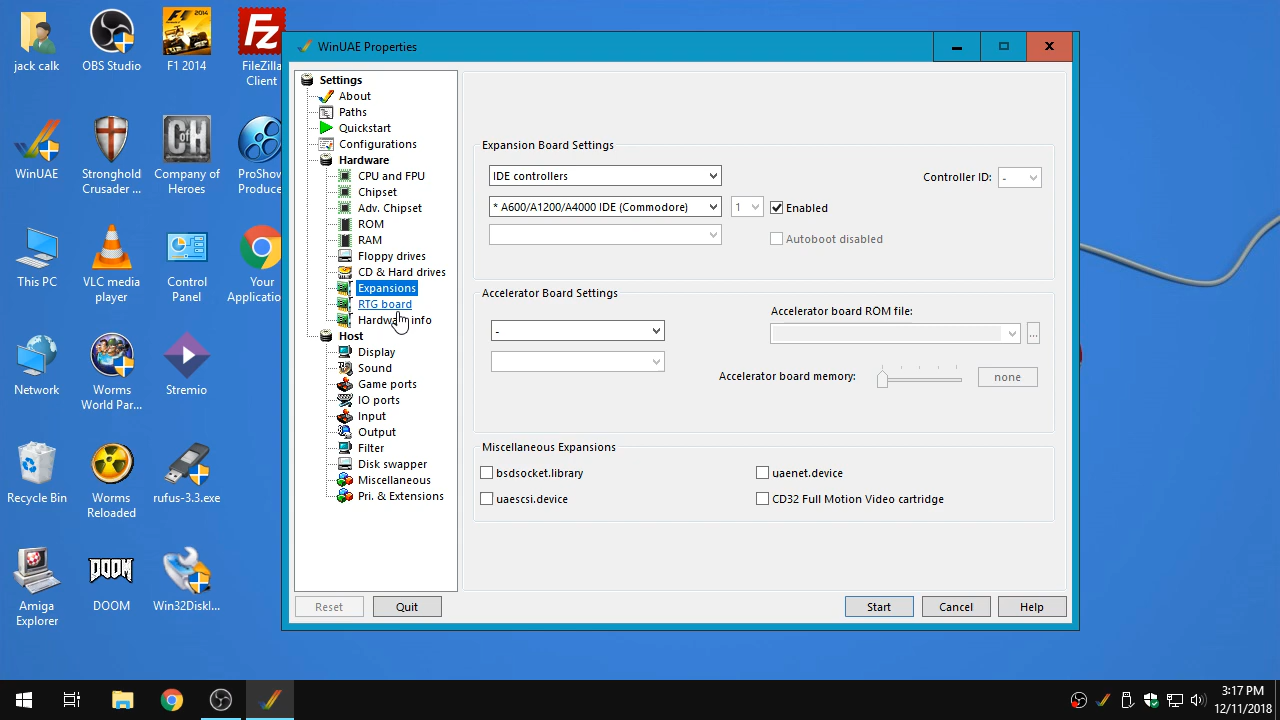 jack calk
OBS Studio
F1 2014
FileZilla
Client
WinUAE
Stronghold
Crusader ...
Company of
Heroes
ProShow
Produce
This PC
VLC media
player
Control
Panel
Your
Applicatio
Network
Worms
World Par...
Stremio
Recycle Bin
Worms
Reloaded
rufus-3.3.exe
Amiga
Explorer
DOOM
DOOM
Win32Diskl...
WinUAE Properties
Settings
About
Paths
Quickstart
Configurations
Hardware
CPU and FPU
Chipset
Adv. Chipset
ROM
RAM
Floppy drives
CD & Hard drives
Expansions
RTG board
Hardware info
Host
Display
Sound
Game ports
IO ports
Input
Output
Filter
Disk swapper
Miscellaneous
Pri. & Extensions
Expansion Board Settings
IDE controllers
Controller ID: -
* A600/A1200/A4000 IDE (Commodore) 1 Enabled
Autoboot disabled
Accelerator Board Settings
Accelerator board ROM file:
-
...
Accelerator board memory: none
Miscellaneous Expansions
bsdsocket.library
uaenet.device
uaescsi.device
CD32 Full Motion Video cartridge
Reset Quit Start Cancel Help
3:17 PM
12/11/2018